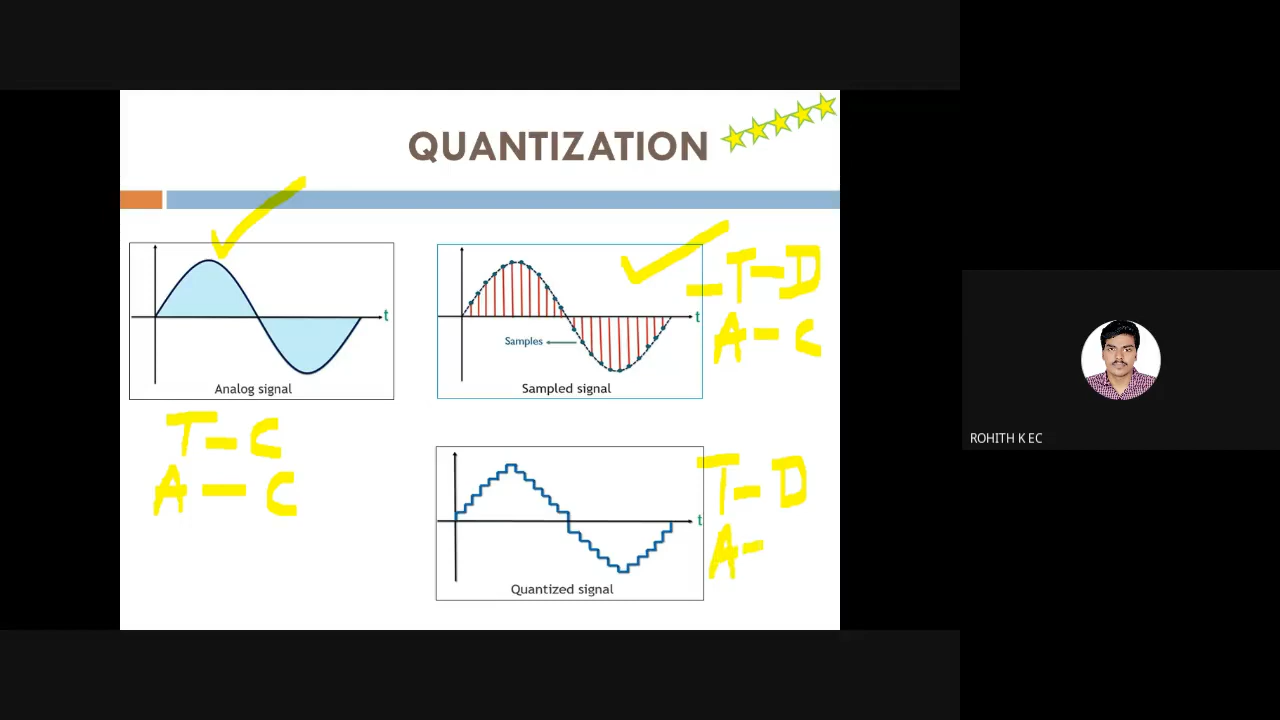 QUANTIZATION
t
Analog signal
T - C
A - C
Samples
t
Sampled signal
- T - D
A - C
t
Quantized signal
T - D
A -
ROHITH K EC